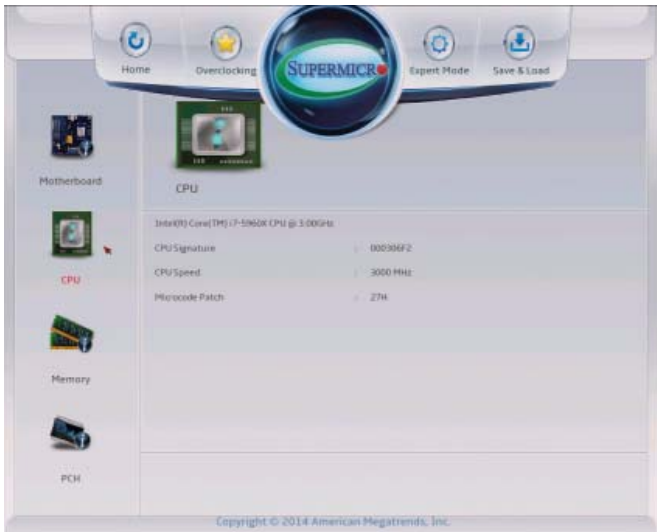 Home
Overclocking
SUPERMICR
Expert Mode
Save & Load
Motherboard
CPU
CPU
Memory
PCH
Intel(R) Core(TM) i7-5960X CPU @ 3.00GHz
CPU Signature : 000306F2
CPU Speed : 3000 MHz
Microcode Patch : 27H
Copyright © 2014 American Megatrends, Inc.